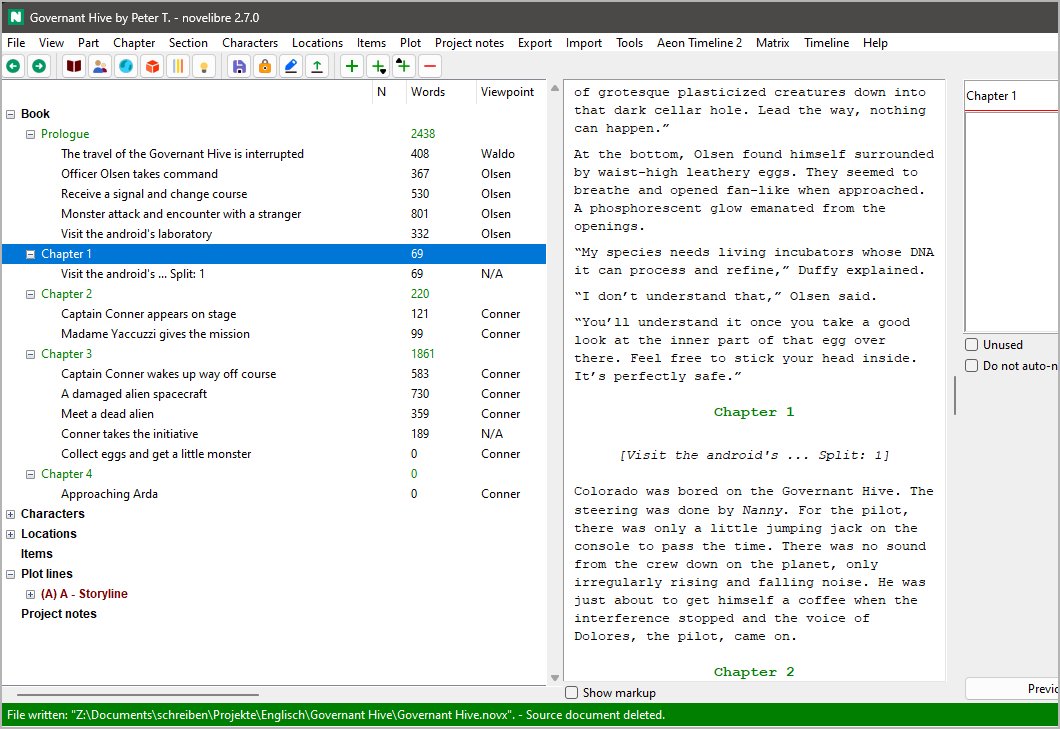 Governant Hive by Peter T. - novelibre 2.7.0
File View Part Chapter Section Characters Locations Items Plot Project notes Export Import Tools Aeon Timeline 2 Matrix Timeline Help
N Words Viewpoint
Book
Prologue 2438
The travel of the Governant Hive is interrupted 408 Waldo
Officer Olsen takes command 367 Olsen
Receive a signal and change course 530 Olsen
Monster attack and encounter with a stranger 801 Olsen
Visit the android's laboratory 332 Olsen
Chapter 1 69
Visit the android's ... Split: 1 69 N/A
Chapter 2 220
Captain Conner appears on stage 121 Conner
Madame Yaccuzzi gives the mission 99 Conner
Chapter 3 1861
Captain Conner wakes up way off course 583 Conner
A damaged alien spacecraft 730 Conner
Meet a dead alien 359 Conner
Conner takes the initiative 189 N/A
Collect eggs and get a little monster 0 Conner
Chapter 4 0
Approaching Arda 0 Conner
Characters
Locations
Items
Plot lines
(A) A - Storyline
Project notes
of grotesque plasticized creatures down into
that dark cellar hole. Lead the way, nothing
can happen.”
At the bottom, Olsen found himself surrounded
by waist-high leathery eggs. They seemed to
breathe and opened fan-like when approached.
A phosphorescent glow emanated from the
openings.
“My species needs living incubators whose DNA
it can process and refine,” Duffy explained.
“I don’t understand that,” Olsen said.
“You’ll understand it once you take a good
look at the inner part of that egg over
there. Feel free to stick your head inside.
It’s perfectly safe.”
Chapter 1
[Visit the android's ... Split: 1]
Colorado was bored on the Governant Hive. The
steering was done by Nanny. For the pilot,
there was only a little jumping jack on the
console to pass the time. There was no sound
from the crew down on the planet, only
irregularly rising and falling noise. He was
just about to get himself a coffee when the
interference stopped and the voice of
Dolores, the pilot, came on.
Chapter 2
Show markup
Chapter 1
Unused
Do not auto-n
Previo
File written: "Z:\Documents\schreiben\Projekte\Englisch\Governant Hive\Governant Hive.novx". - Source document deleted.